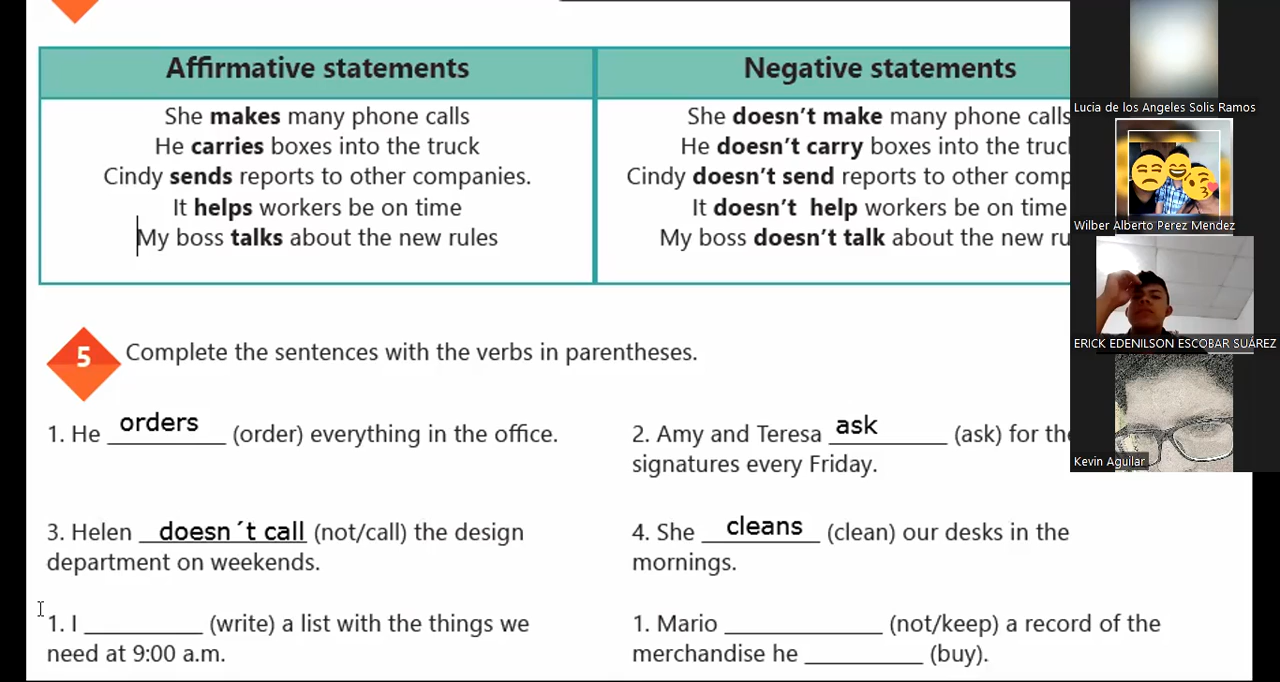 Affirmative statements
She makes many phone calls
He carries boxes into the truck
Cindy sends reports to other companies.
It helps workers be on time
My boss talks about the new rules
Negative statements
She doesn't make many phone calls
He doesn't carry boxes into the
Cindy doesn't send reports to other
It doesn't help workers be on time
My boss doesn't talk about the new
5
Complete the sentences with the verbs in parentheses.
1. He orders (order) everything in the office.
2. Amy and Teresa ask (ask) for
signatures every Friday.
3. Helen doesn´t call (not/call) the design
department on weekends.
4. She cleans (clean) our desks in the
mornings.
1. I __________ (write) a list with the things we
need at 9:00 a.m.
1. Mario _____________ (not/keep) a record of the
merchandise he __________ (buy).
Lucia de los Angeles Solis Ramos
Wilber Alberto Perez Mendez
ERICK EDENILSON ESCOBAR SUÁREZ
Kevin Aguilar